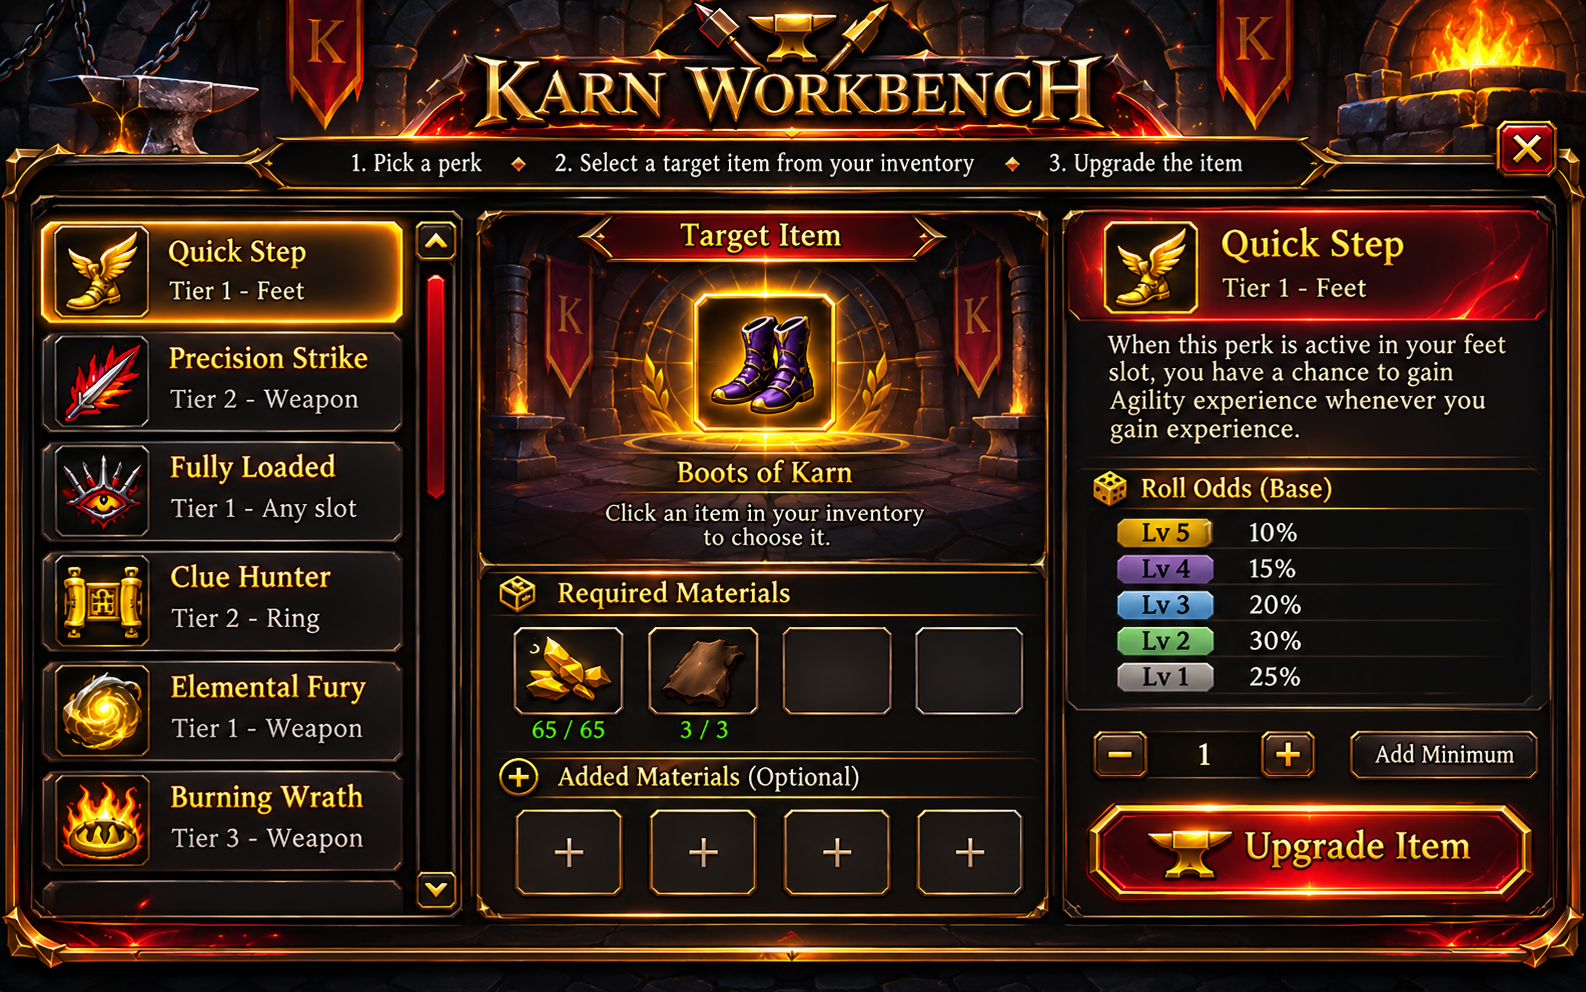 K
K
KARN WORKBENCH
1. Pick a perk
2. Select a target item from your inventory
3. Upgrade the item
Quick Step
Tier 1 - Feet
Precision Strike
Tier 2 - Weapon
Fully Loaded
Tier 1 - Any slot
Clue Hunter
Tier 2 - Ring
Elemental Fury
Tier 1 - Weapon
Burning Wrath
Tier 3 - Weapon
Target Item
K
K
Boots of Karn
Click an item in your inventory
to choose it.
Required Materials
65 / 65
3 / 3
Added Materials (Optional)
+
+
+
+
Quick Step
Tier 1 - Feet
When this perk is active in your feet
slot, you have a chance to gain
Agility experience whenever you
gain experience.
Roll Odds (Base)
Lv 5 10%
Lv 4 15%
Lv 3 20%
Lv 2 30%
Lv 1 25%
− 1 +
Add Minimum
Upgrade Item